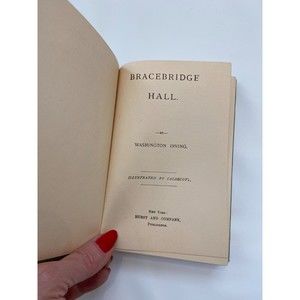 BRACEBRIDGE
HALL.
—BY—
WASHINGTON IRVING,
ILLUSTRATED BY CALDECOTT,
NEW YORK
HURST AND COMPANY,
PUBLISHERS.